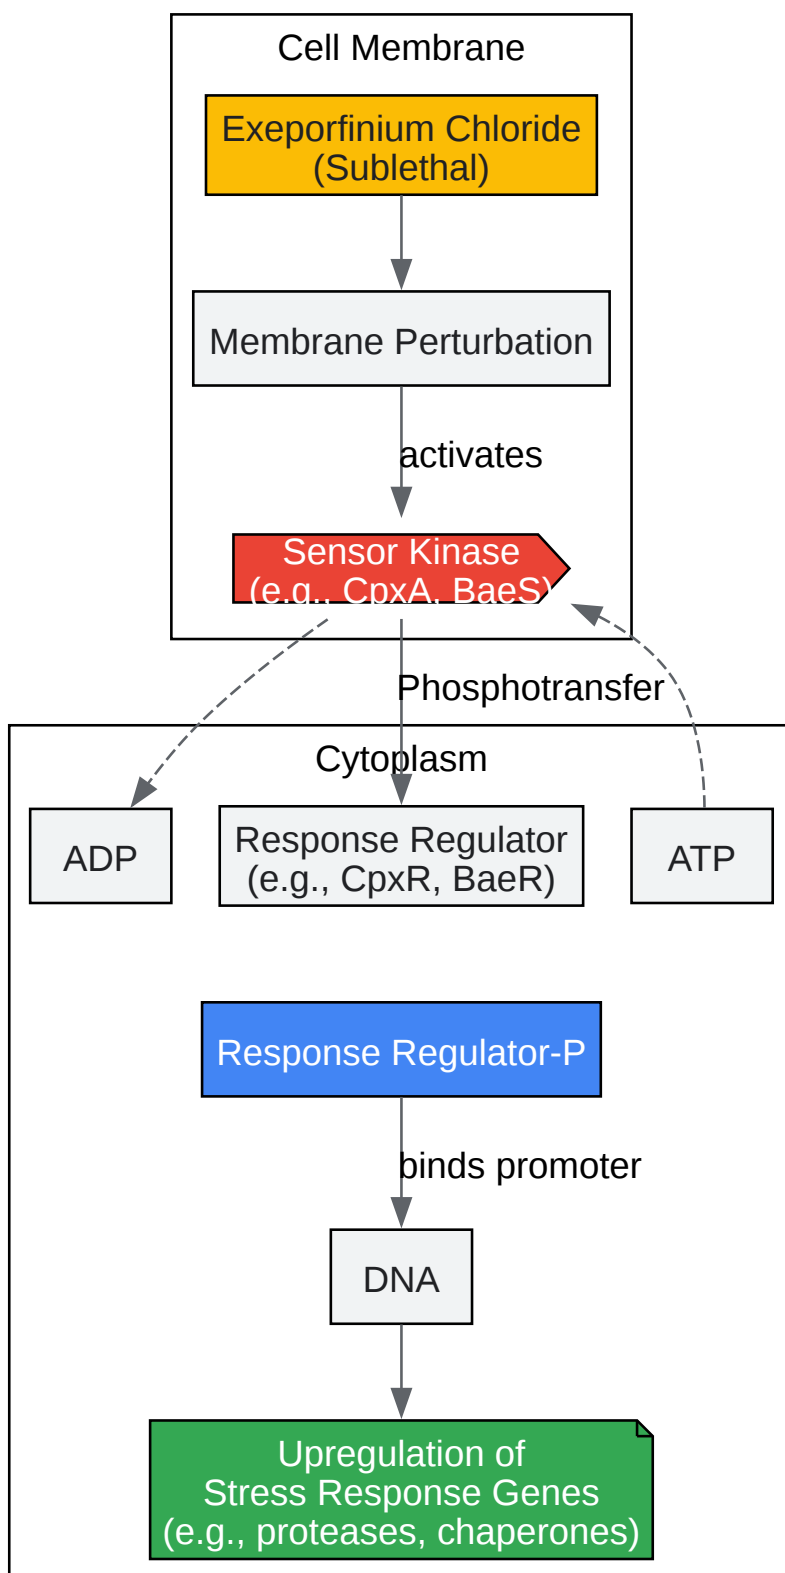 Cell Membrane
Exeporfinium Chloride
(Sublethal)
Membrane Perturbation
activates
Sensor Kinase
(e.g., CpxA, BaeS)
Phosphotransfer
Cytoplasm
ADP
Response Regulator
(e.g., CpxR, BaeR)
ATP
Response Regulator-P
binds promoter
DNA
Upregulation of
Stress Response Genes
(e.g., proteases, chaperones)